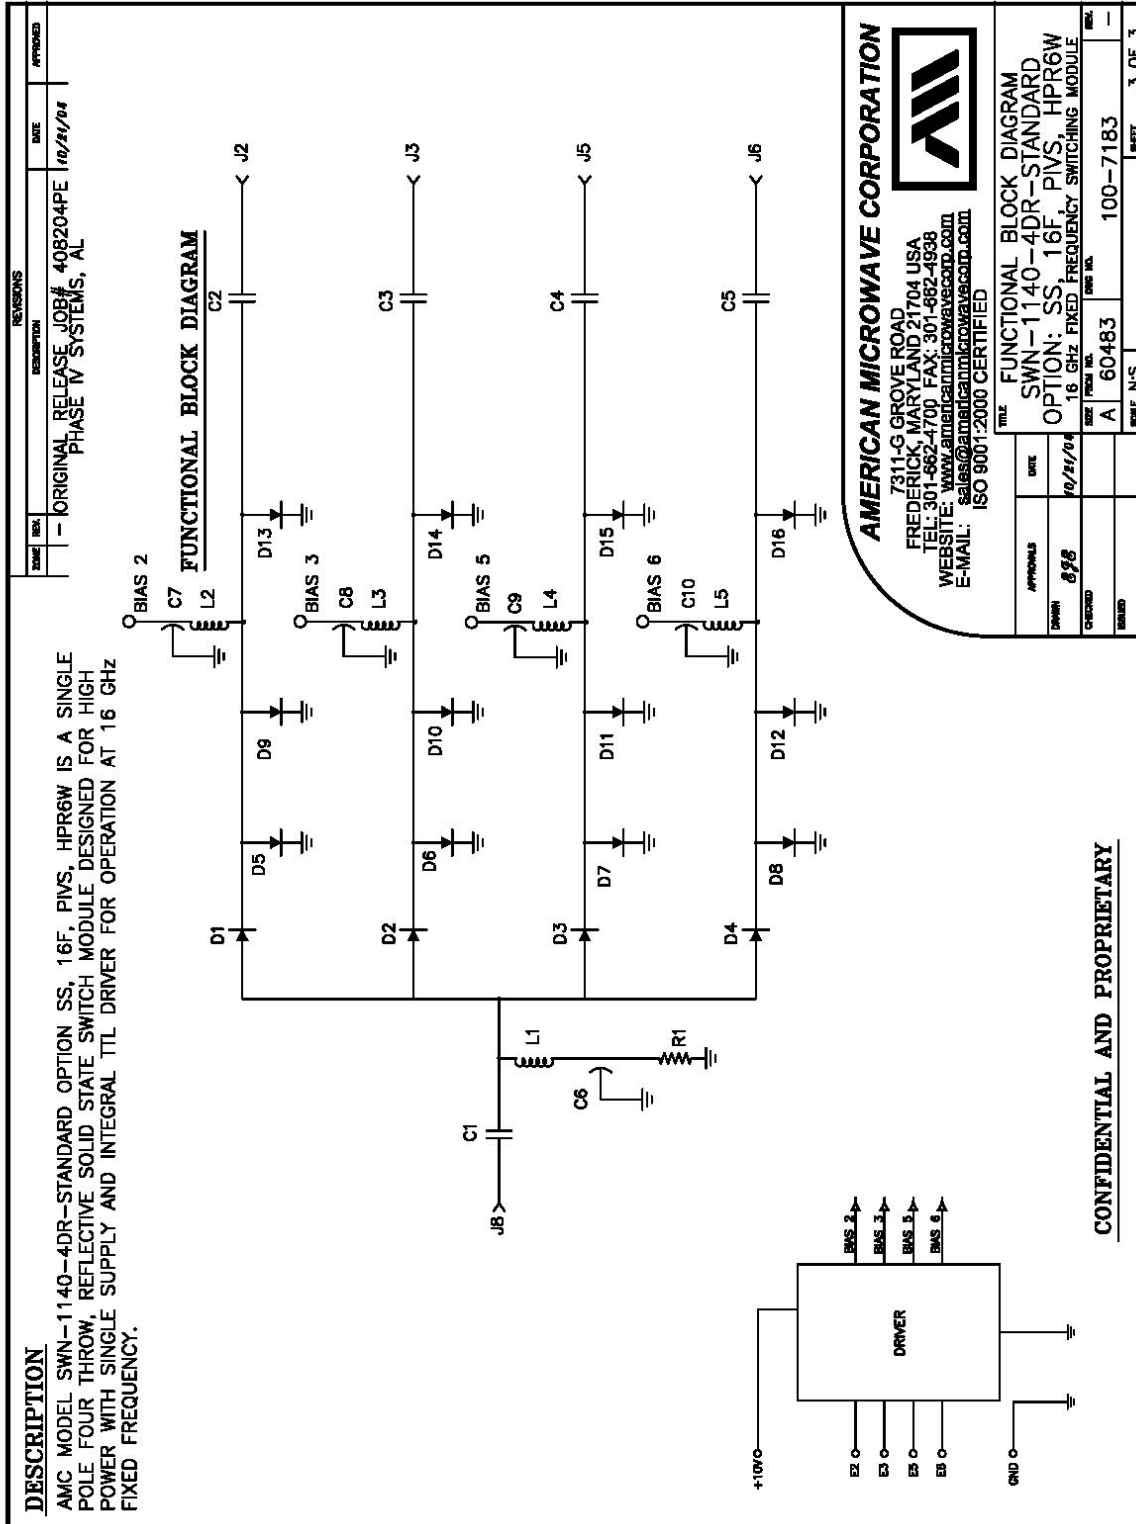 REVISIONS
ZONE REV. DESCRIPTION DATE APPROVED
– ORIGINAL RELEASE JOB# 408204PE 10/21/04
PHASE IV SYSTEMS, AL
DESCRIPTION
AMC MODEL SWN-1140-4DR-STANDARD OPTION SS, 16F, PIVS, HPR6W IS A SINGLE
POLE FOUR THROW, REFLECTIVE SOLID STATE SWITCH MODULE DESIGNED FOR HIGH
POWER WITH SINGLE SUPPLY AND INTEGRAL TTL DRIVER FOR OPERATION AT 16 GHz
FIXED FREQUENCY.
FUNCTIONAL BLOCK DIAGRAM
BIAS 2
C7
L2
D1
D5
D9
D13
C2
J2
BIAS 3
C8
L3
D2
D6
D10
D14
C3
J3
J8
C1
L1
C6
R1
BIAS 5
C9
L4
D3
D7
D11
D15
C4
J5
BIAS 6
C10
L5
D4
D8
D12
D16
C5
J6
+10V
E2
E3
E5
E6
GND
DRIVER
BIAS 2
BIAS 3
BIAS 5
BIAS 6
CONFIDENTIAL AND PROPRIETARY
AMERICAN MICROWAVE CORPORATION
7311-G GROVE ROAD
FREDERICK, MARYLAND 21704 USA
TEL: 301-662-4700 FAX: 301-662-4938
WEBSITE: www.americanmicrowavecorp.com
E-MAIL: sales@americanmicrowavecorp.com
ISO 9001:2000 CERTIFIED
APPROVALS DATE
DRAWN 10/21/04
CHECKED
ISSUED
TITLE
FUNCTIONAL BLOCK DIAGRAM
SWN-1140-4DR-STANDARD
OPTION: SS, 16F, PIVS, HPR6W
16 GHz FIXED FREQUENCY SWITCHING MODULE
SIZE A FSCM NO. 60483 DWG NO. 100-7183 REV. –
SCALE N/S SHEET 3 OF 3